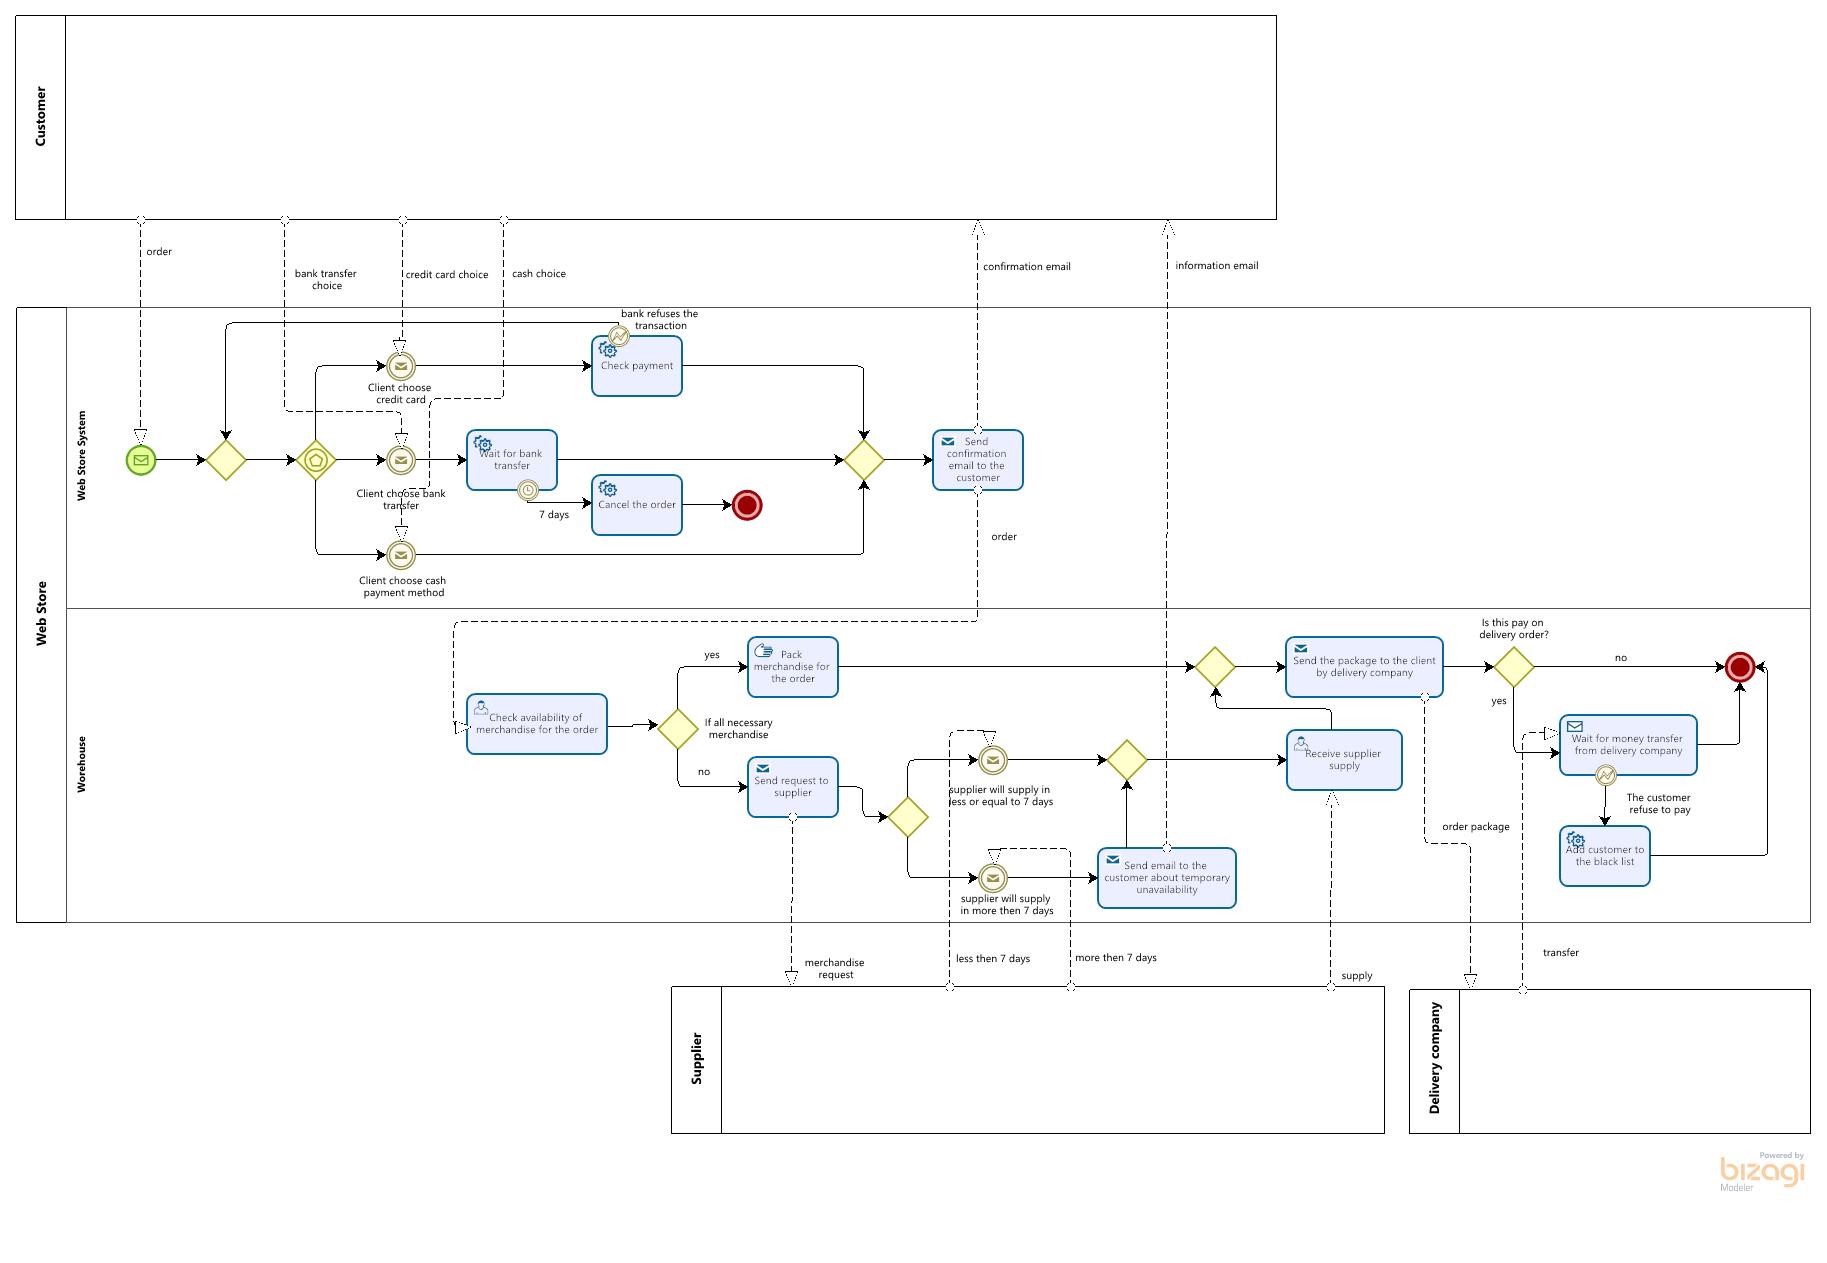 Customer
order
bank transfer
choice
credit card choice
cash choice
confirmation email
information email
Web Store
Web Store System
bank refuses the
transaction
Check payment
Client choose
credit card
Wait for bank
transfer
Client choose bank
transfer
7 days
Cancel the order
Send
confirmation
email to the
customer
order
Client choose cash
payment method
Worehouse
Check availability of
merchandise for the order
yes
Pack
merchandise for
the order
If all necessary
merchandise
no
Send request to
supplier
supplier will supply in
less or equal to 7 days
supplier will supply
in more then 7 days
Send email to the
customer about temporary
unavailability
Receive supplier
supply
Send the package to the client
by delivery company
Is this pay on
delivery order?
no
yes
Wait for money transfer
from delivery company
The customer
refuse to pay
Add customer to
the black list
order package
merchandise
request
less then 7 days
more then 7 days
supply
transfer
Supplier
Delivery company
Powered by
bizagi
Modeler